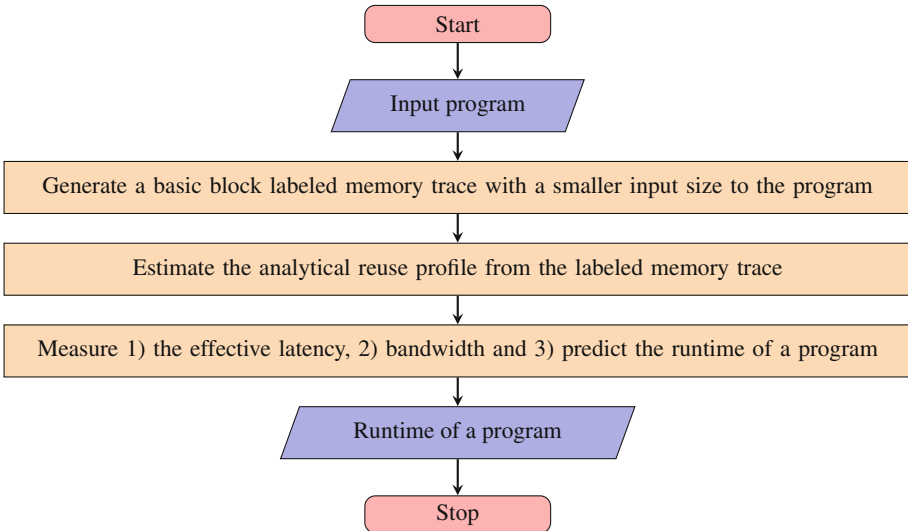 Start
Input program
Generate a basic block labeled memory trace with a smaller input size to the program
Estimate the analytical reuse profile from the labeled memory trace
Measure 1) the effective latency, 2) bandwidth and 3) predict the runtime of a program
Runtime of a program
Stop